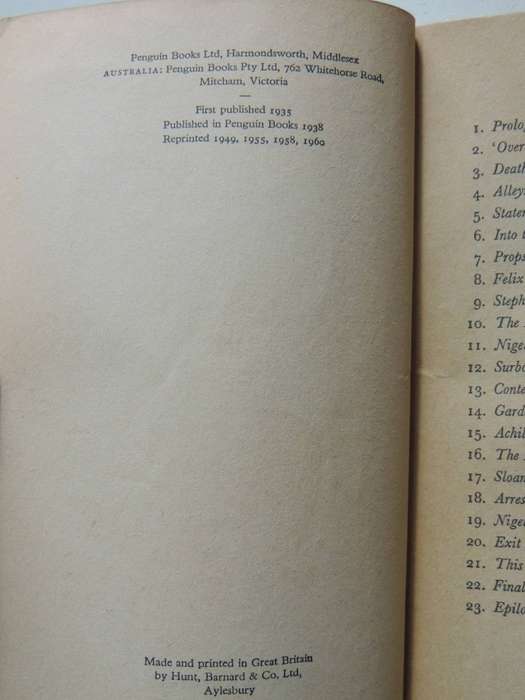 Penguin Books Ltd, Harmondsworth, Middlesex
AUSTRALIA: Penguin Books Pty Ltd, 762 Whitehorse Road,
Mitcham, Victoria
—
First published 1935
Published in Penguin Books 1938
Reprinted 1949, 1955, 1958, 1960
Made and printed in Great Britain
by Hunt, Barnard & Co. Ltd,
Aylesbury
1. Prolo
2. 'Over
3. Death
4. Alley
5. State
6. Into t
7. Props
8. Felix
9. Steph
10. The
11. Nige
12. Surbo
13. Conte
14. Gard
15. Achil
16. The
17. Sloan
18. Arres
19. Nige
20. Exit
21. This
22. Final
23. Epilo